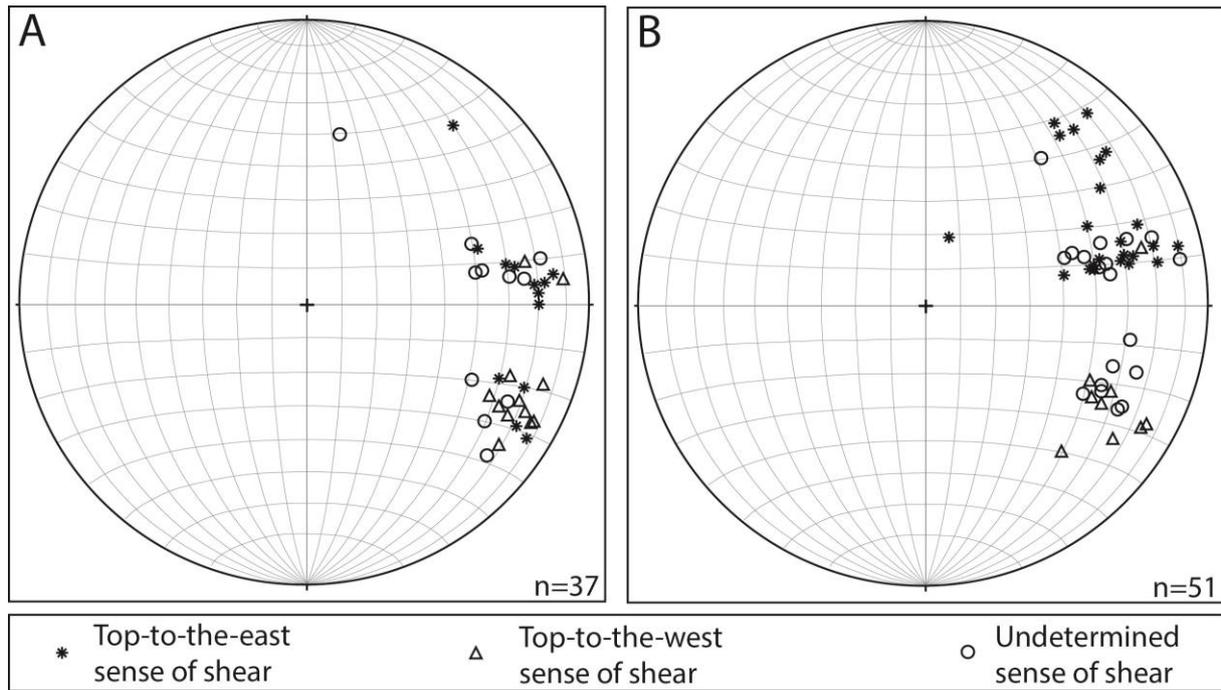 A
B
n=37
n=51
Top-to-the-east
sense of shear
Top-to-the-west
sense of shear
Undetermined
sense of shear